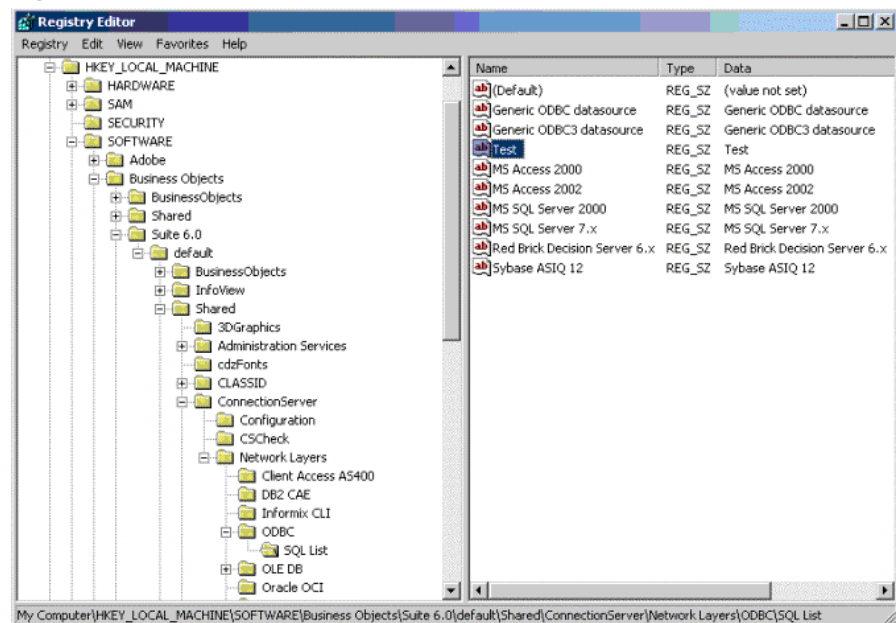 Registry Editor
Registry Edit View Favorites Help
HKEY_LOCAL_MACHINE
HARDWARE
SAM
SECURITY
SOFTWARE
Adobe
Business Objects
BusinessObjects
Shared
Suite 6.0
default
BusinessObjects
InfoView
Shared
3DGraphics
Administration Services
cdzFonts
CLASSID
ConnectionServer
Configuration
CSCheck
Network Layers
Client Access AS400
DB2 CAE
Informix CLI
ODBC
SQL List
OLE DB
Oracle OCI
Name Type Data
(Default) REG_SZ (value not set)
Generic ODBC datasource REG_SZ Generic ODBC datasource
Generic ODBC3 datasource REG_SZ Generic ODBC3 datasource
Test REG_SZ Test
MS Access 2000 REG_SZ MS Access 2000
MS Access 2002 REG_SZ MS Access 2002
MS SQL Server 2000 REG_SZ MS SQL Server 2000
MS SQL Server 7.x REG_SZ MS SQL Server 7.x
Red Brick Decision Server 6.x REG_SZ Red Brick Decision Server 6.x
Sybase ASIQ 12 REG_SZ Sybase ASIQ 12
My Computer\HKEY_LOCAL_MACHINE\SOFTWARE\Business Objects\Suite 6.0\default\Shared\ConnectionServer\Network Layers\ODBC\SQL List